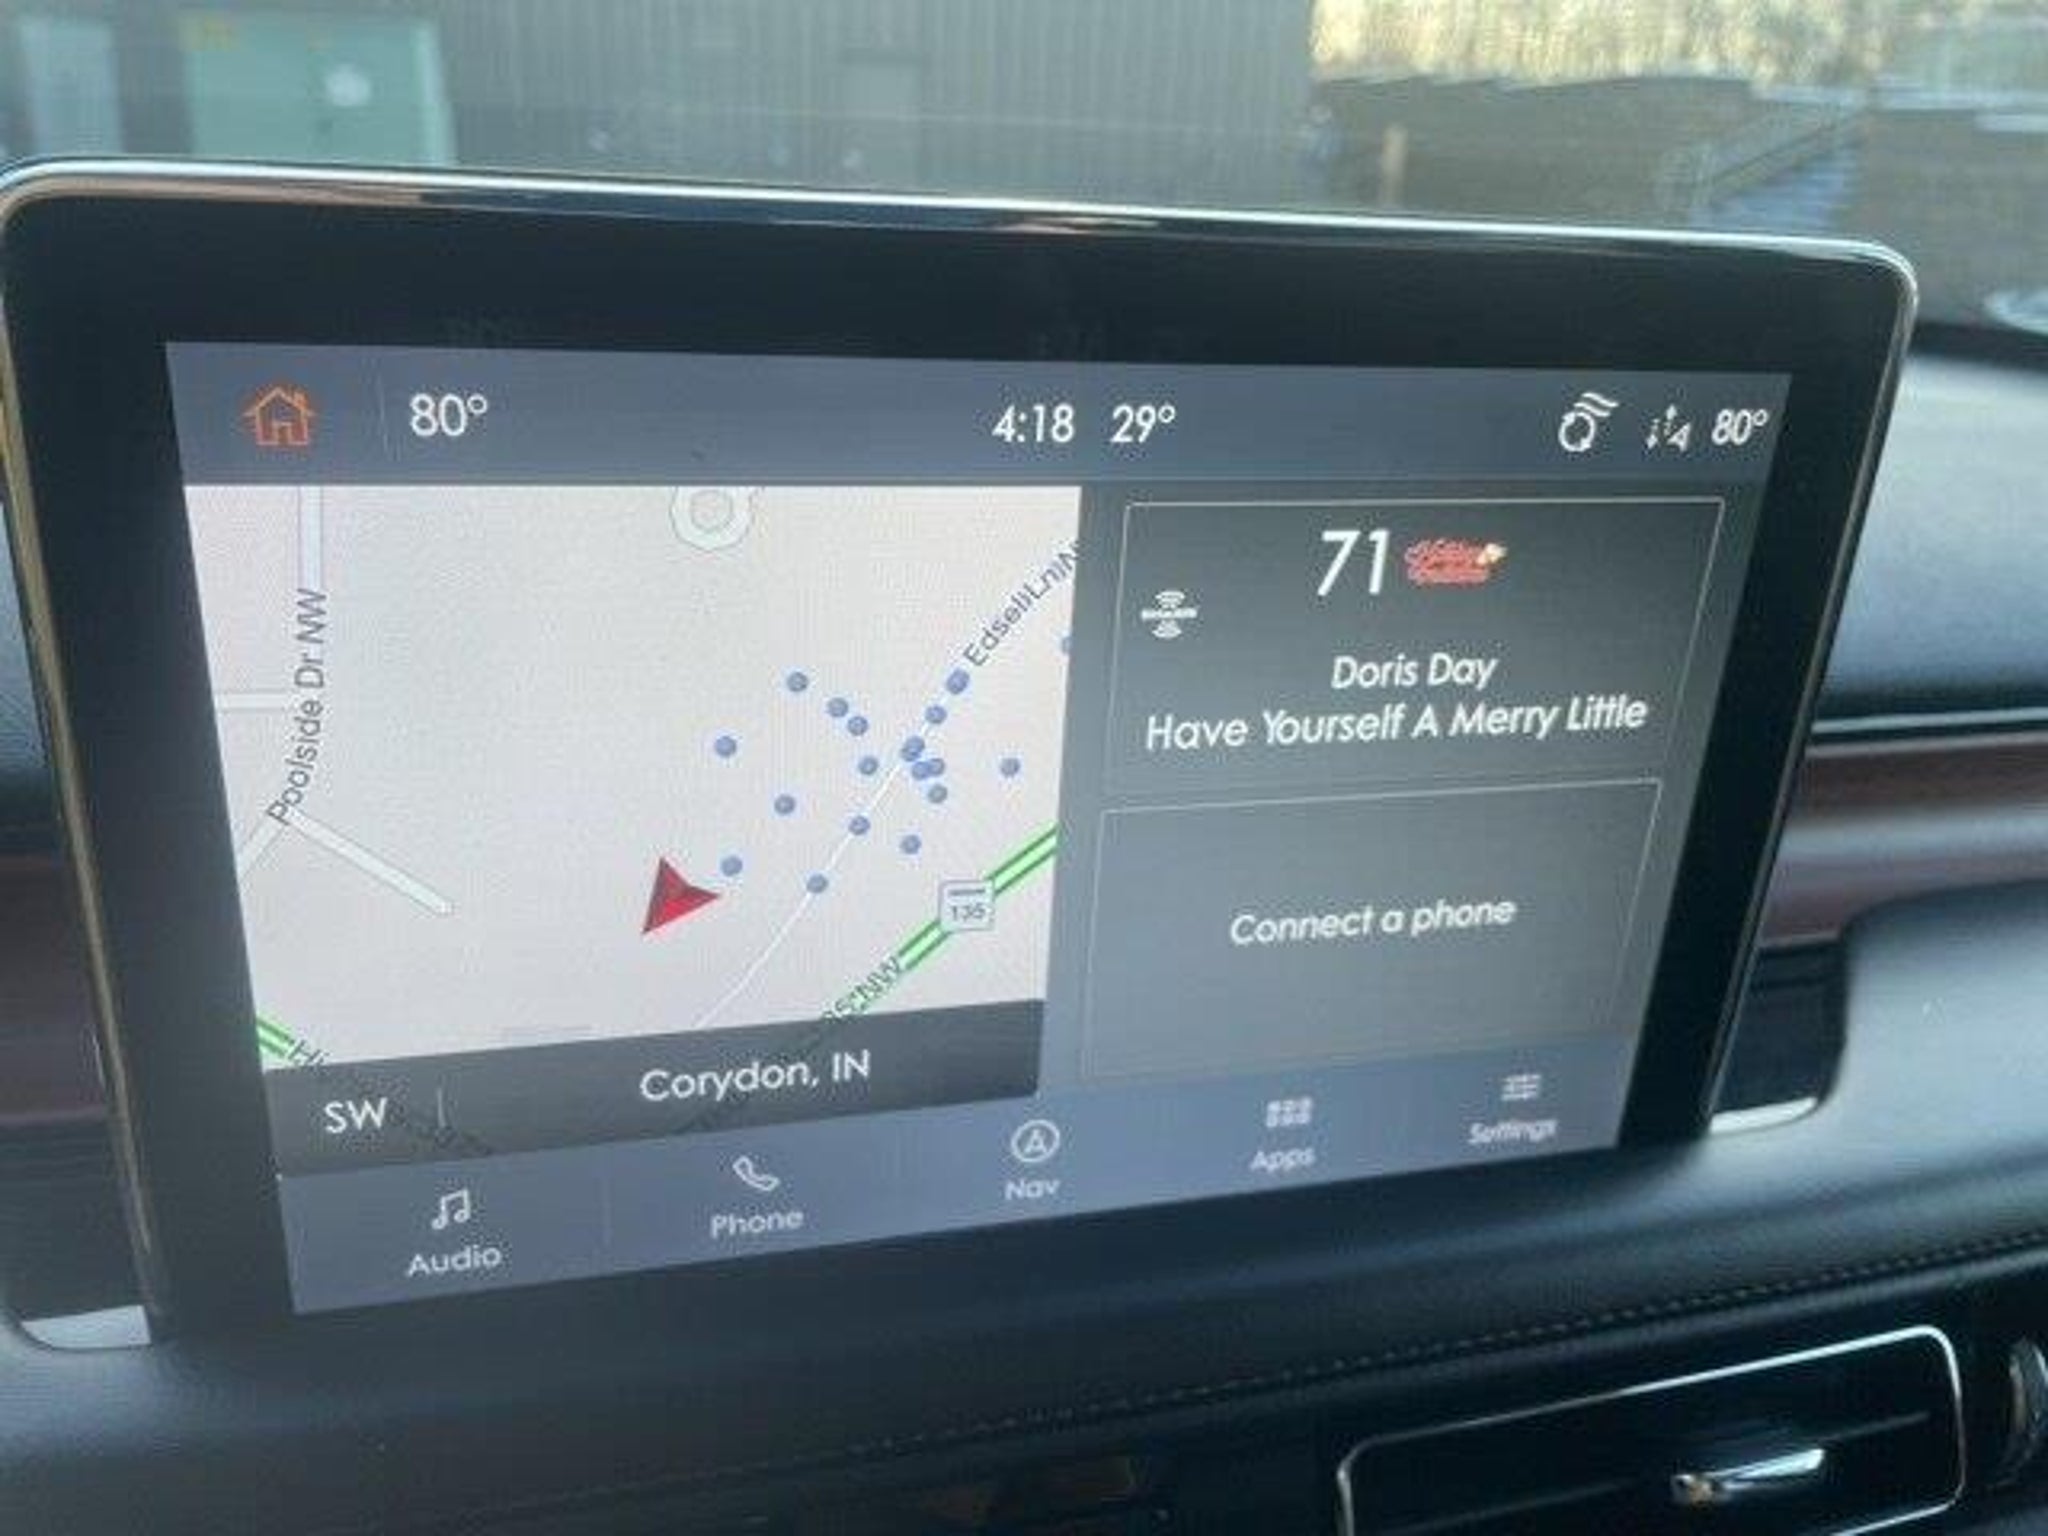 80°
4:18 29°
80°
Poolside Dr NW
Edsel Ln NW
135
71
Doris Day
Have Yourself A Merry Little
Connect a phone
SW
Corydon, IN
Audio
Phone
Nav
Apps
Settings